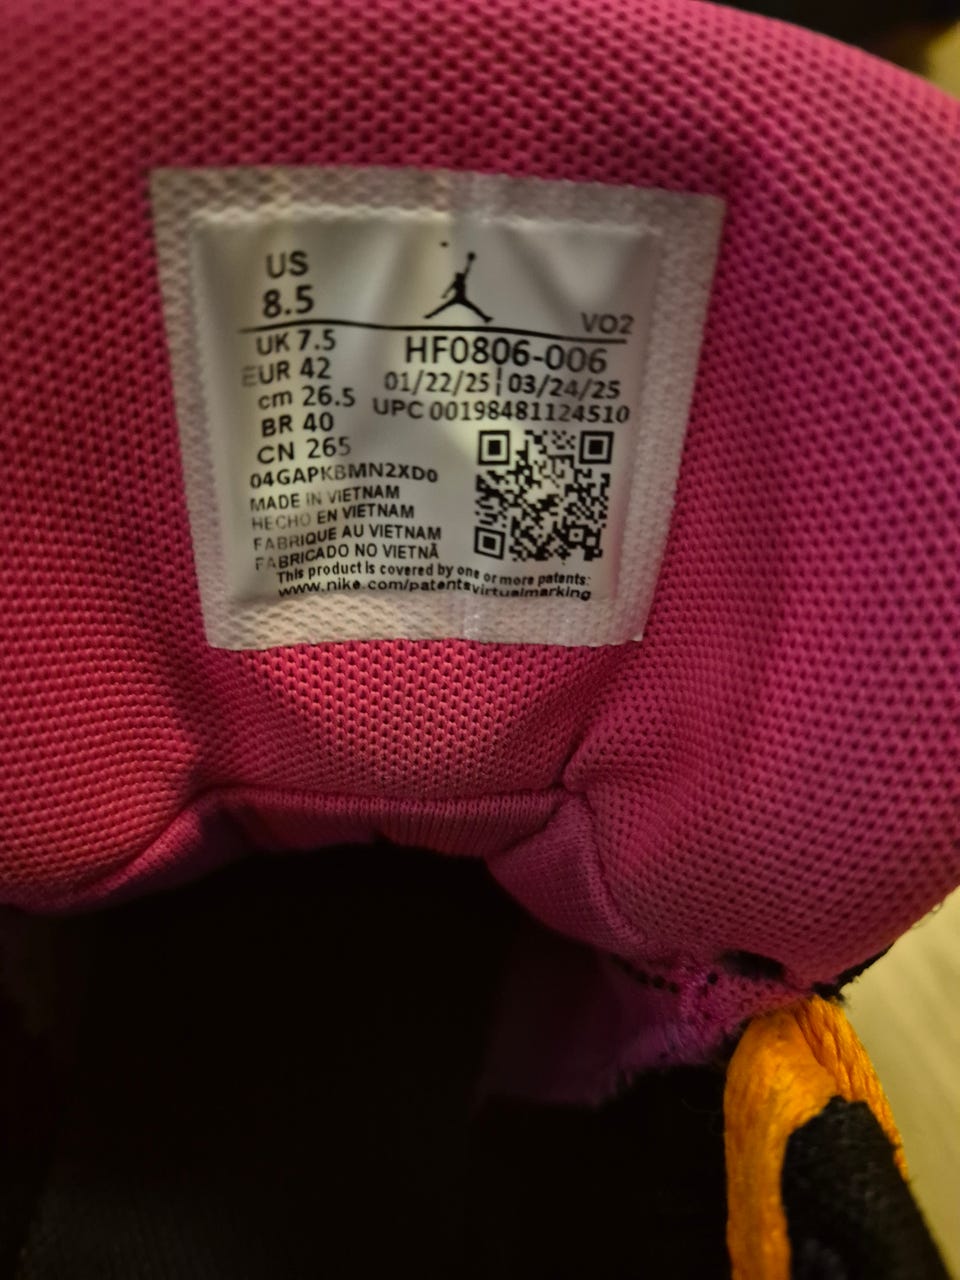 US
8.5
VO2
UK 7.5
EUR 42
cm 26.5
BR 40
CN 265
HF0806-006
01/22/25 | 03/24/25
UPC 00198481124510
04GAPKBMN2XD0
MADE IN VIETNAM
HECHO EN VIETNAM
FABRIQUE AU VIETNAM
FABRICADO NO VIETNÃ
This product is covered by one or more patents:
www.nike.com/patentsvirtualmarking